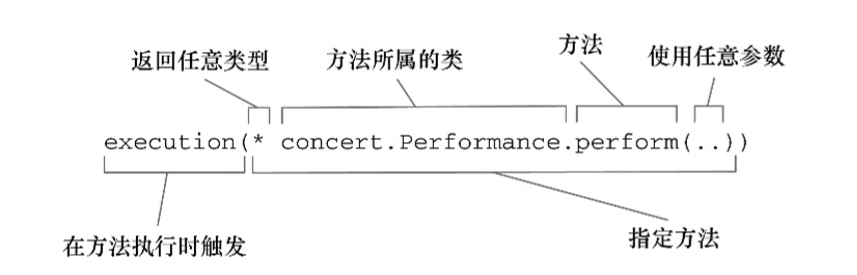 返回任意类型 方法所属的类 方法 使用任意参数
execution(* concert.Performance.perform(..))
在方法执行时触发 指定方法